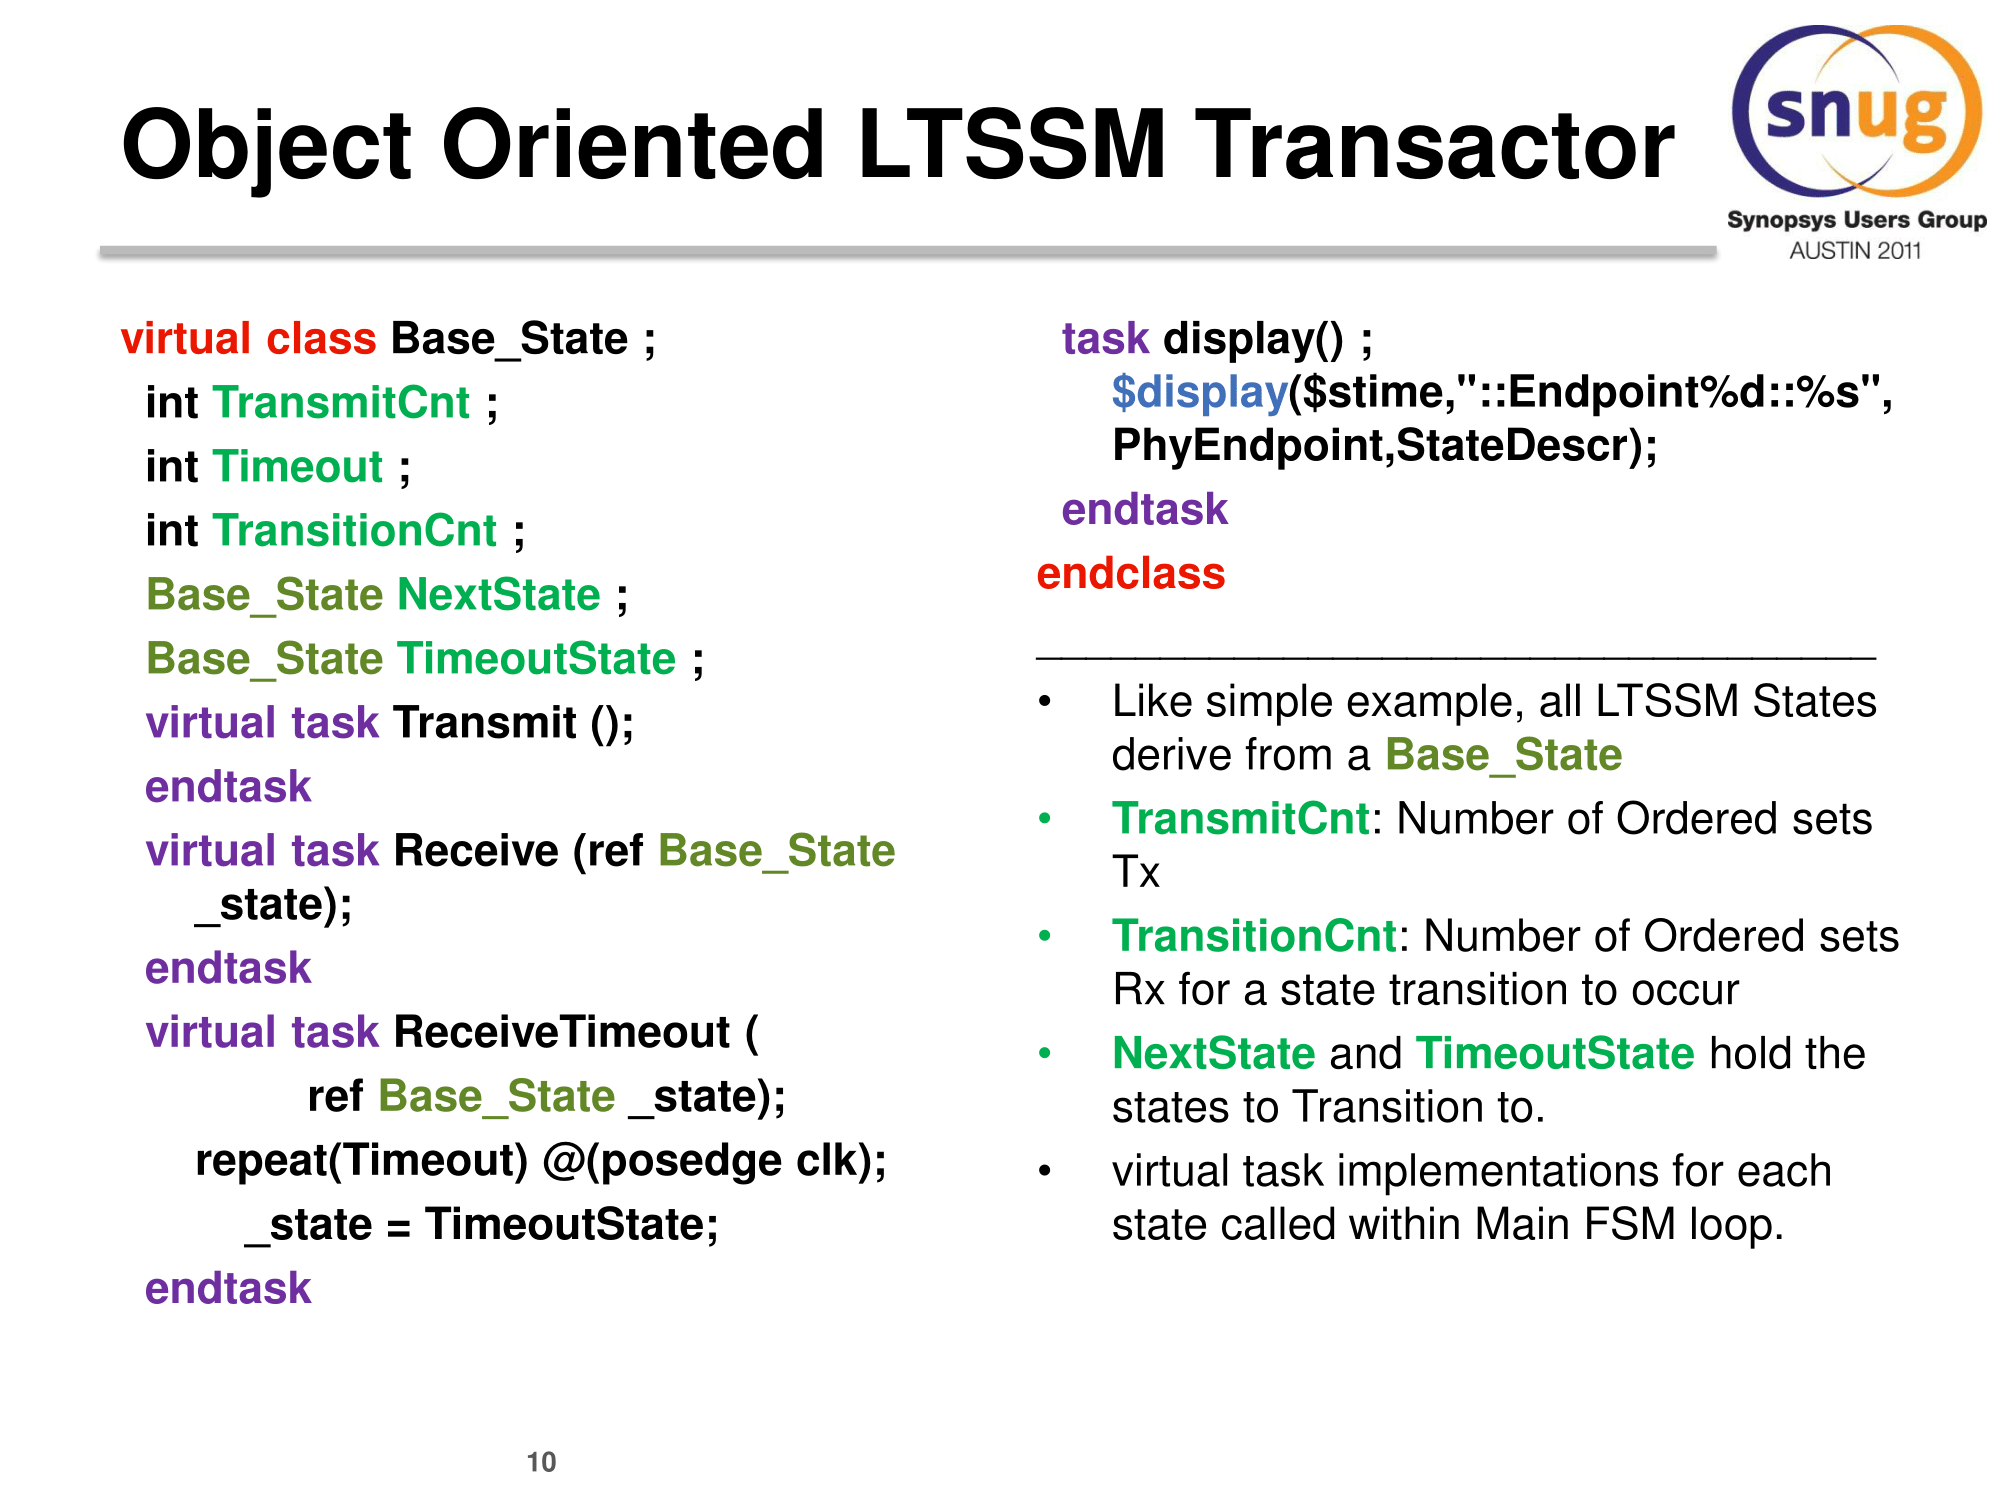 Object Oriented LTSSM Transactor
snug
Synopsys Users Group
AUSTIN 2011
virtual class Base_State ;
int TransmitCnt ;
int Timeout ;
int TransitionCnt ;
Base_State NextState ;
Base_State TimeoutState ;
virtual task Transmit ();
endtask
virtual task Receive (ref Base_State
_state);
endtask
virtual task ReceiveTimeout (
ref Base_State _state);
repeat(Timeout) @(posedge clk);
_state = TimeoutState;
endtask
task display() ;
$display($stime,"::Endpoint%d::%s",
PhyEndpoint,StateDescr);
endtask
endclass
__________________________________
• Like simple example, all LTSSM States
derive from a Base_State
• TransmitCnt: Number of Ordered sets
Tx
• TransitionCnt: Number of Ordered sets
Rx for a state transition to occur
• NextState and TimeoutState hold the
states to Transition to.
• virtual task implementations for each
state called within Main FSM loop.
10